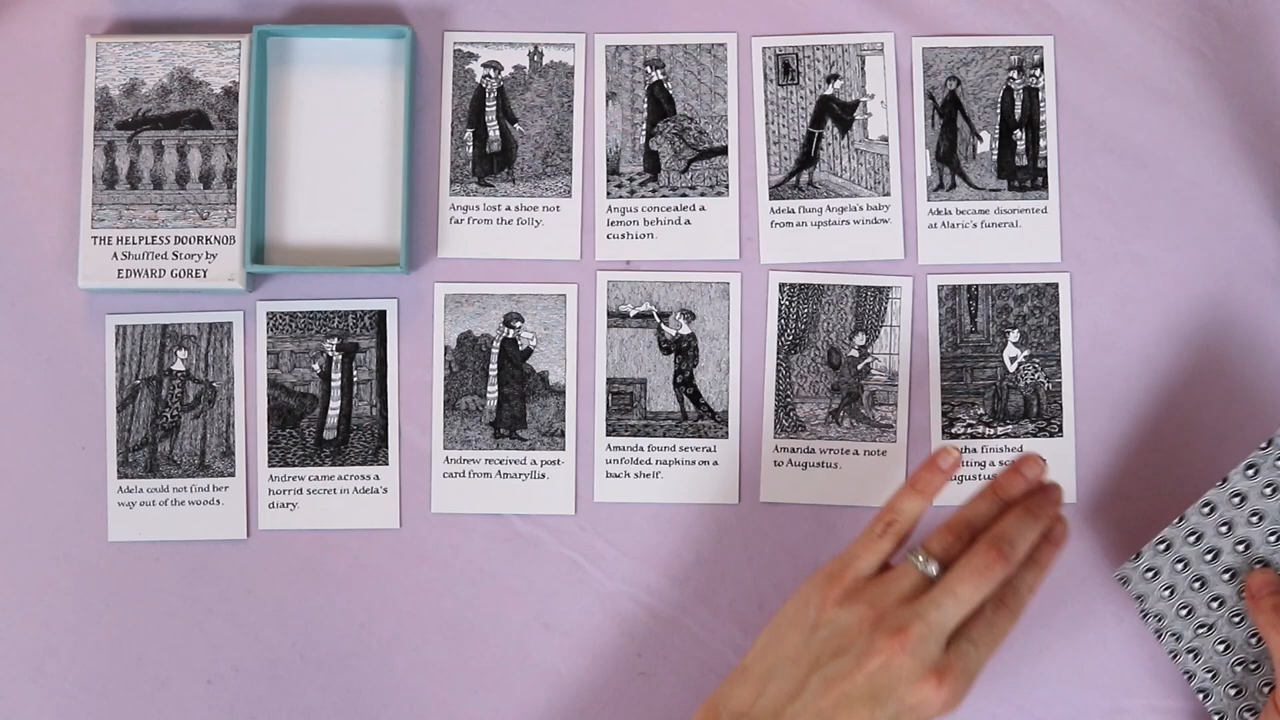 THE HELPLESS DOORKNOB
A Shuffled Story by
EDWARD GOREY
Angus lost a shoe not
far from the folly.
Angus concealed a
lemon behind a
cushion.
Adela flung Angela's baby
from an upstairs window.
Adela became disoriented
at Alaric's funeral.
Adela could not find her
way out of the woods.
Andrew came across a
horrid secret in Adela's
diary.
Andrew received a post-
card from Amaryllis.
Amanda found several
unfolded napkins on a
back shelf.
Amanda wrote a note
to Augustus.
finished
a